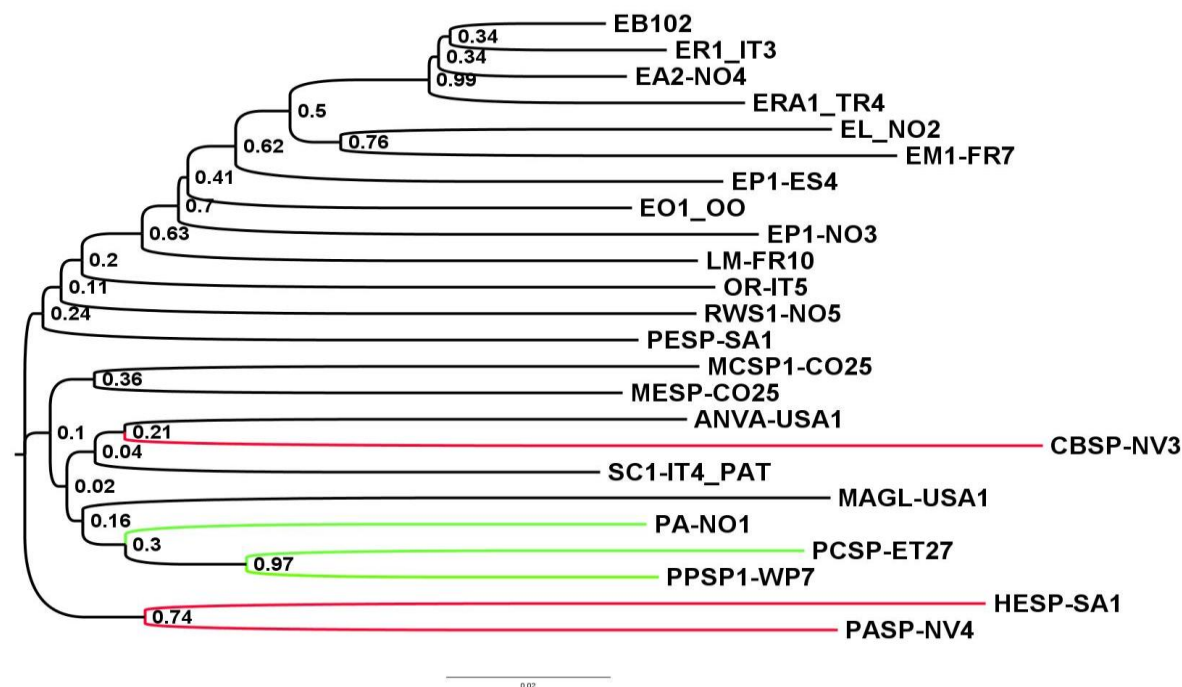 EB102
0.34
ER1_IT3
0.34
EA2-NO4
0.99
ERA1_TR4
0.5
EL_NO2
0.76
0.62
EM1-FR7
0.41
EP1-ES4
0.7
EO1_OO
0.63
EP1-NO3
0.2
LM-FR10
0.11
OR-IT5
0.24
RWS1-NO5
PESP-SA1
MCSP1-CO25
0.36
MESP-CO25
ANVA-USA1
0.1
0.21
CBSP-NV3
0.04
SC1-IT4_PAT
0.02
MAGL-USA1
0.16
PA-NO1
0.3
PCSP-ET27
0.97
PPSP1-WP7
HESP-SA1
0.74
PASP-NV4
0.02